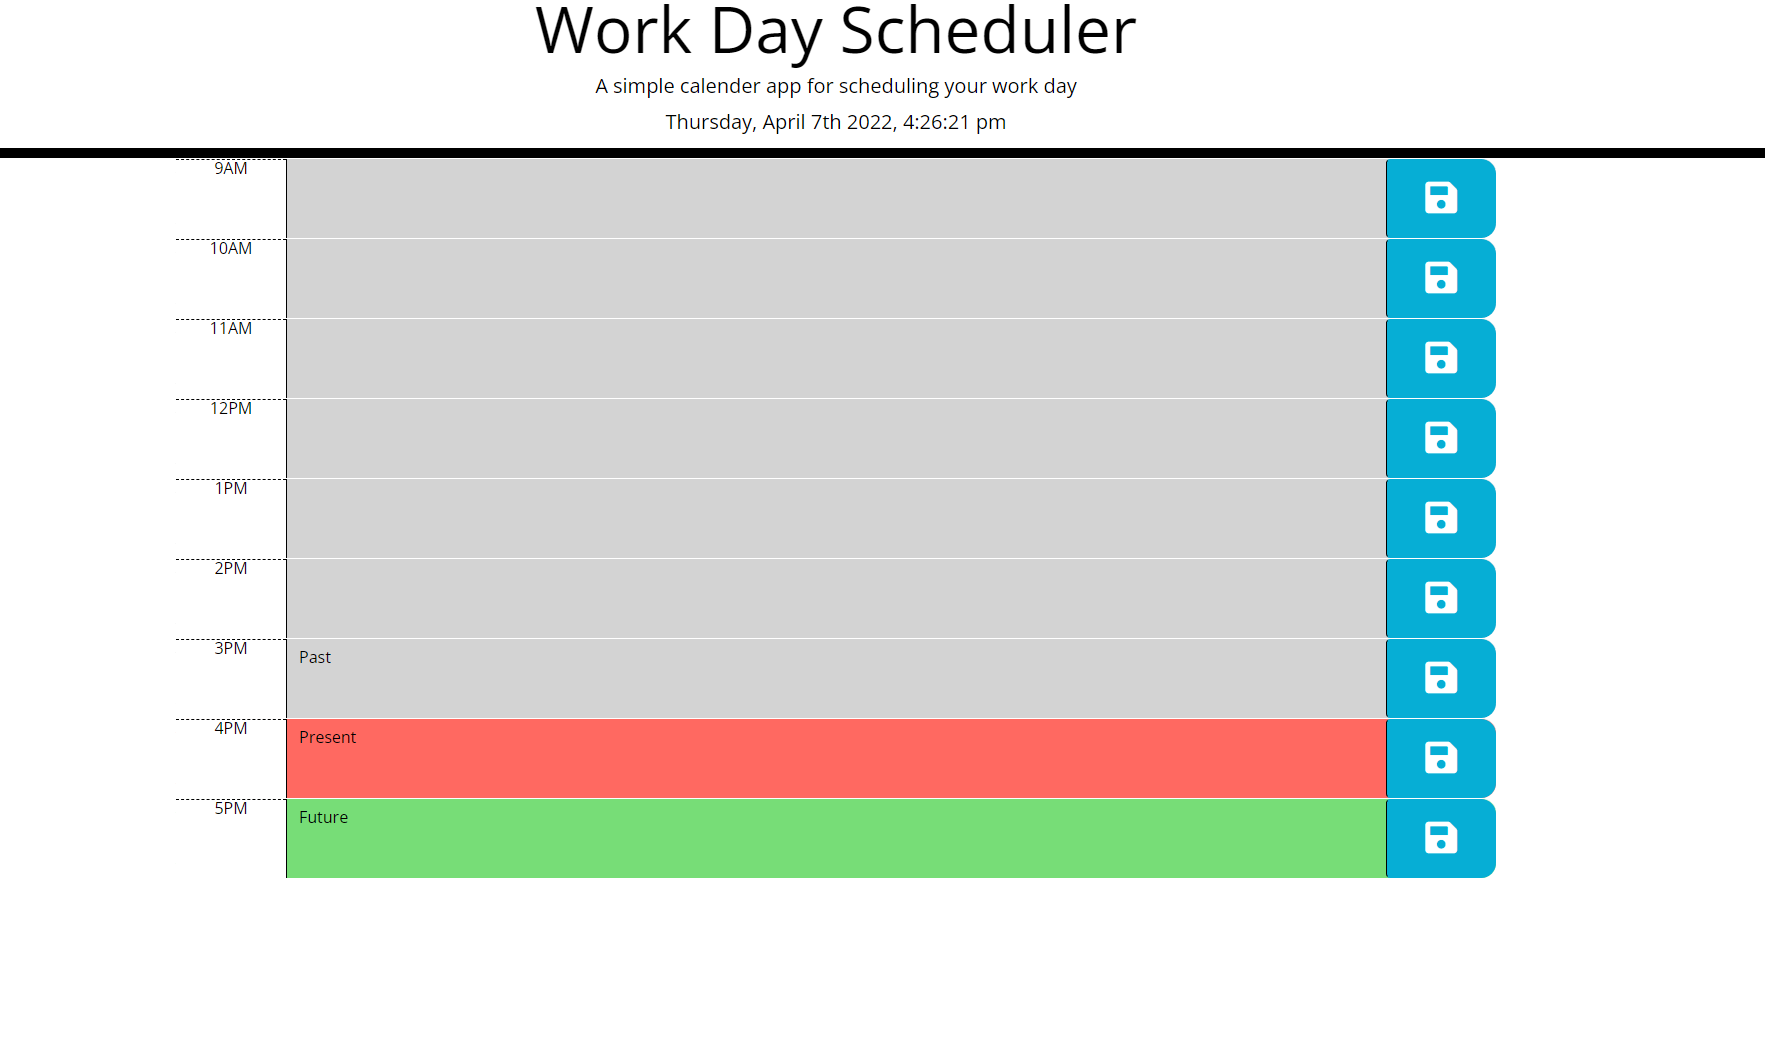 Work Day Scheduler
A simple calender app for scheduling your work day
Thursday, April 7th 2022, 4:26:21 pm
9AM
10AM
11AM
12PM
1PM
2PM
3PM
Past
4PM
Present
5PM
Future